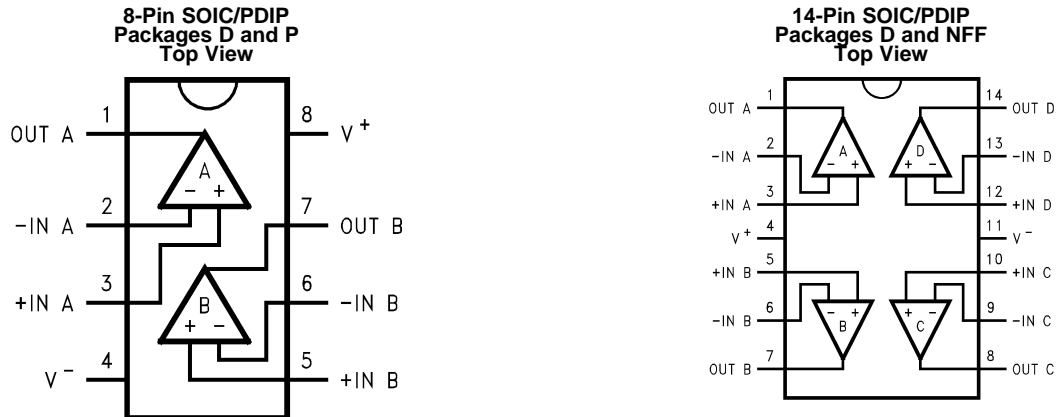 8-Pin SOIC/PDIP
Packages D and P
Top View
1
OUT A
8
V+
A
- +
2
-IN A
7
OUT B
3
+IN A
6
-IN B
B
+ -
4
V-
5
+IN B
14-Pin SOIC/PDIP
Packages D and NFF
Top View
1
OUT A
14
OUT D
2
-IN A
A
- +
D
+ -
13
-IN D
3
+IN A
12
+IN D
4
V+
11
V-
5
+IN B
10
+IN C
6
-IN B
- +
B
+ -
C
9
-IN C
7
OUT B
8
OUT C